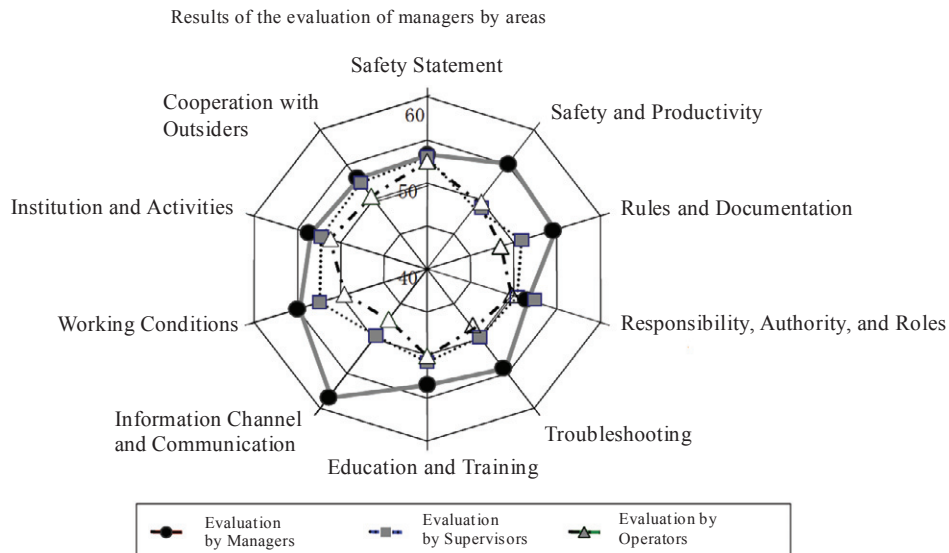 Results of the evaluation of managers by areas
Safety Statement
Cooperation with
Outsiders
60
Safety and Productivity
Institution and Activities
50
Rules and Documentation
40
Working Conditions
Responsibility, Authority, and Roles
Information Channel
and Communication
Troubleshooting
Education and Training
Evaluation
by Managers
Evaluation
by Supervisors
Evaluation by
Operators